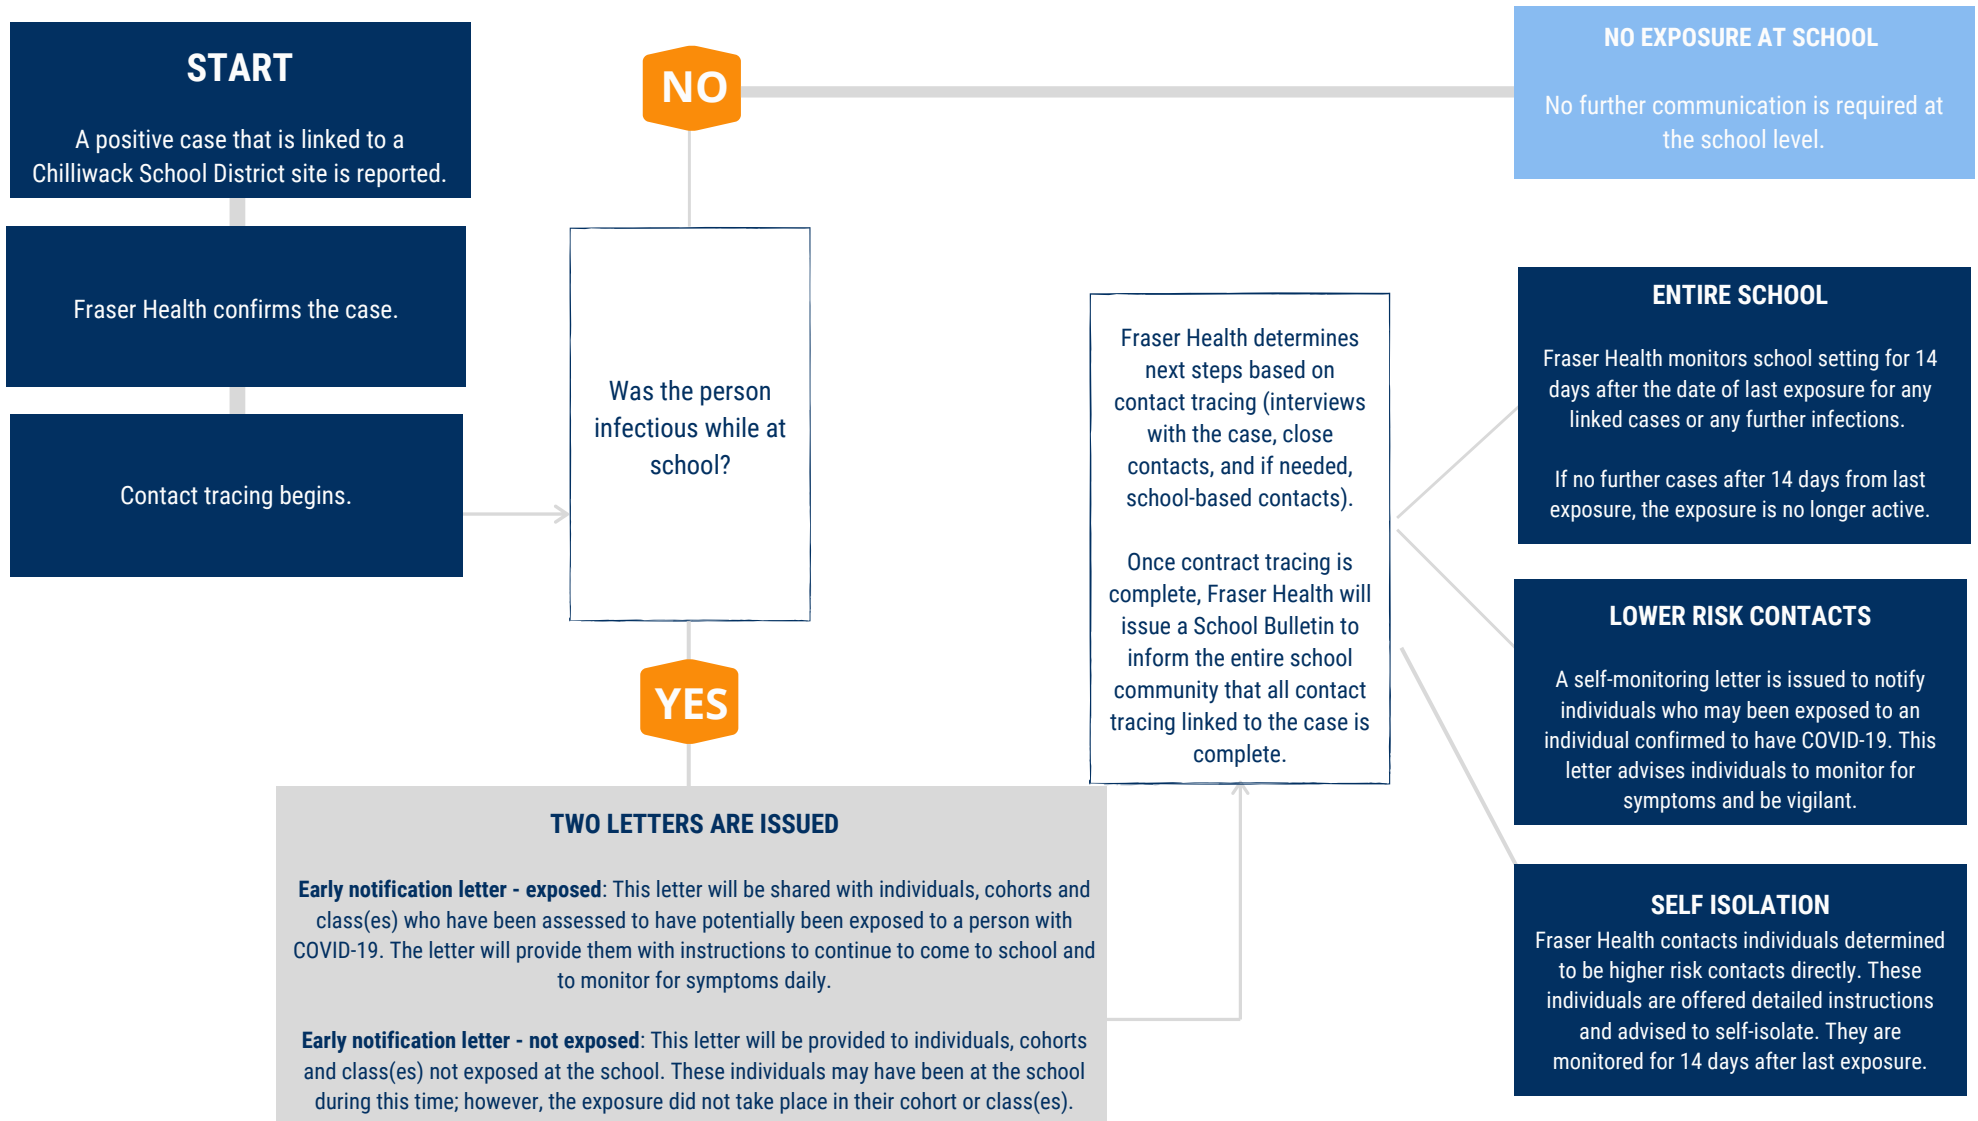 START
A positive case that is linked to a
Chilliwack School District site is reported.
Fraser Health confirms the case.
Contact tracing begins.
Was the person
infectious while at
school?
NO
NO EXPOSURE AT SCHOOL
No further communication is required at
the school level.
YES
TWO LETTERS ARE ISSUED
Early notification letter - exposed: This letter will be shared with individuals, cohorts and
class(es) who have been assessed to have potentially been exposed to a person with
COVID-19. The letter will provide them with instructions to continue to come to school and
to monitor for symptoms daily.
Early notification letter - not exposed: This letter will be provided to individuals, cohorts
and class(es) not exposed at the school. These individuals may have been at the school
during this time; however, the exposure did not take place in their cohort or class(es).
Fraser Health determines
next steps based on
contact tracing (interviews
with the case, close
contacts, and if needed,
school-based contacts).
Once contract tracing is
complete, Fraser Health will
issue a School Bulletin to
inform the entire school
community that all contact
tracing linked to the case is
complete.
ENTIRE SCHOOL
Fraser Health monitors school setting for 14
days after the date of last exposure for any
linked cases or any further infections.
If no further cases after 14 days from last
exposure, the exposure is no longer active.
LOWER RISK CONTACTS
A self-monitoring letter is issued to notify
individuals who may been exposed to an
individual confirmed to have COVID-19. This
letter advises individuals to monitor for
symptoms and be vigilant.
SELF ISOLATION
Fraser Health contacts individuals determined
to be higher risk contacts directly. These
individuals are offered detailed instructions
and advised to self-isolate. They are
monitored for 14 days after last exposure.